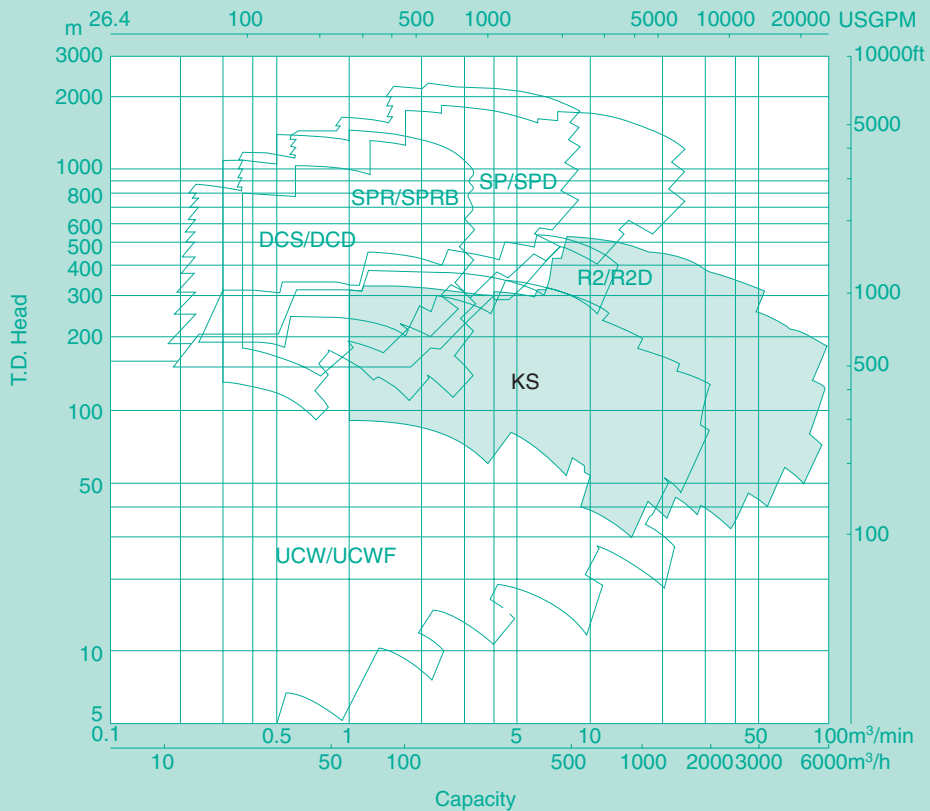 m 26.4 100 500 1000 5000 10000 20000 USGPM
3000 10000ft
2000
5000
1000
SP/SPD
800 SPR/SPRB
600
500 DCS/DCD
400
R2/R2D
300 1000
200
500
T.D. Head
KS
100
50
100
UCW/UCWF
10
5
0.1 0.5 1 5 10 50 100m³/min
10 50 100 500 1000 2000 3000 6000m³/h
Capacity